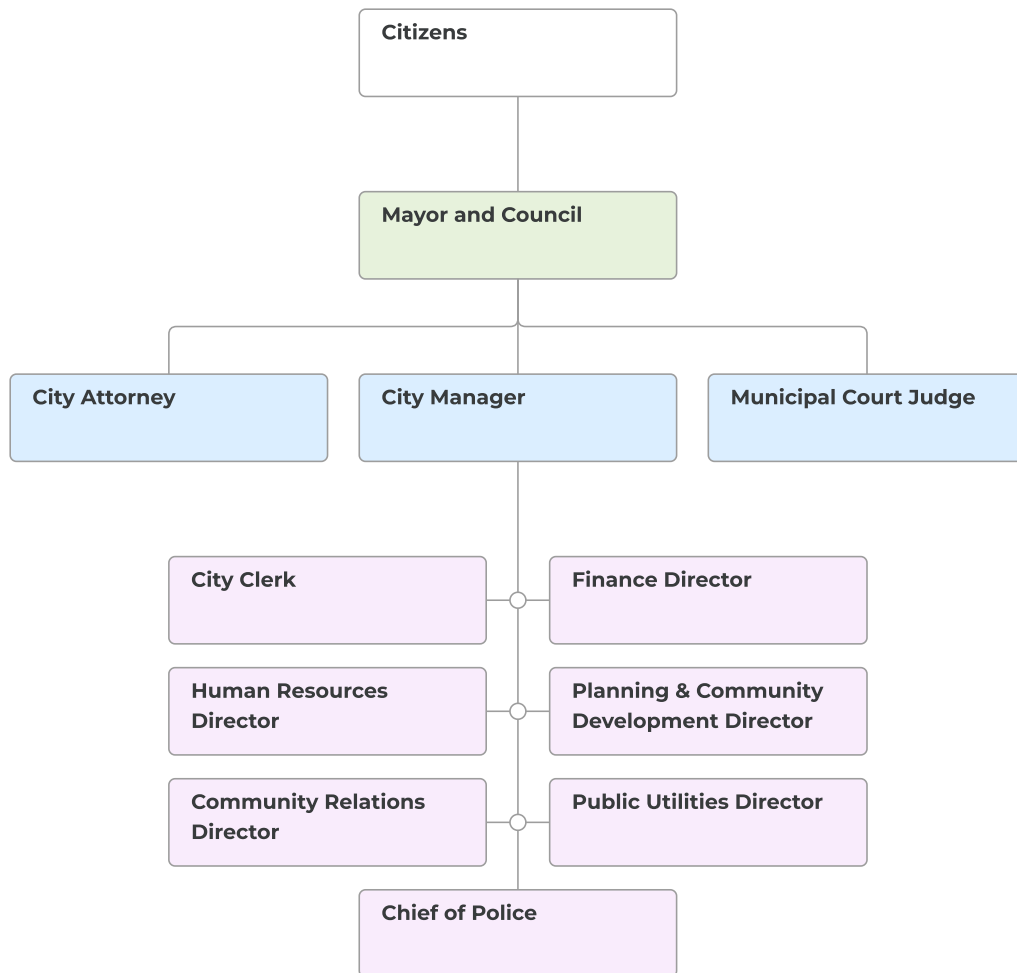 Citizens
Mayor and Council
City Attorney
City Manager
Municipal Court Judge
City Clerk
Finance Director
Human Resources
Director
Planning & Community
Development Director
Community Relations
Director
Public Utilities Director
Chief of Police